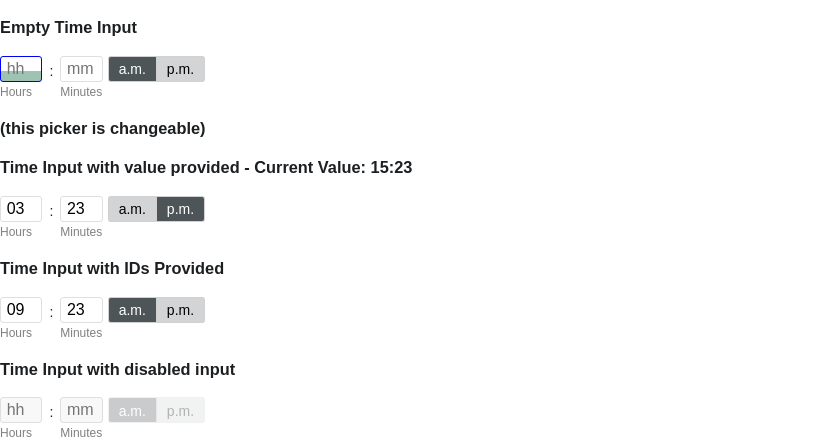 Empty Time Input
hh : mm a.m. p.m.
Hours Minutes
(this picker is changeable)
Time Input with value provided - Current Value: 15:23
03 : 23 a.m. p.m.
Hours Minutes
Time Input with IDs Provided
09 : 23 a.m. p.m.
Hours Minutes
Time Input with disabled input
hh : mm a.m. p.m.
Hours Minutes